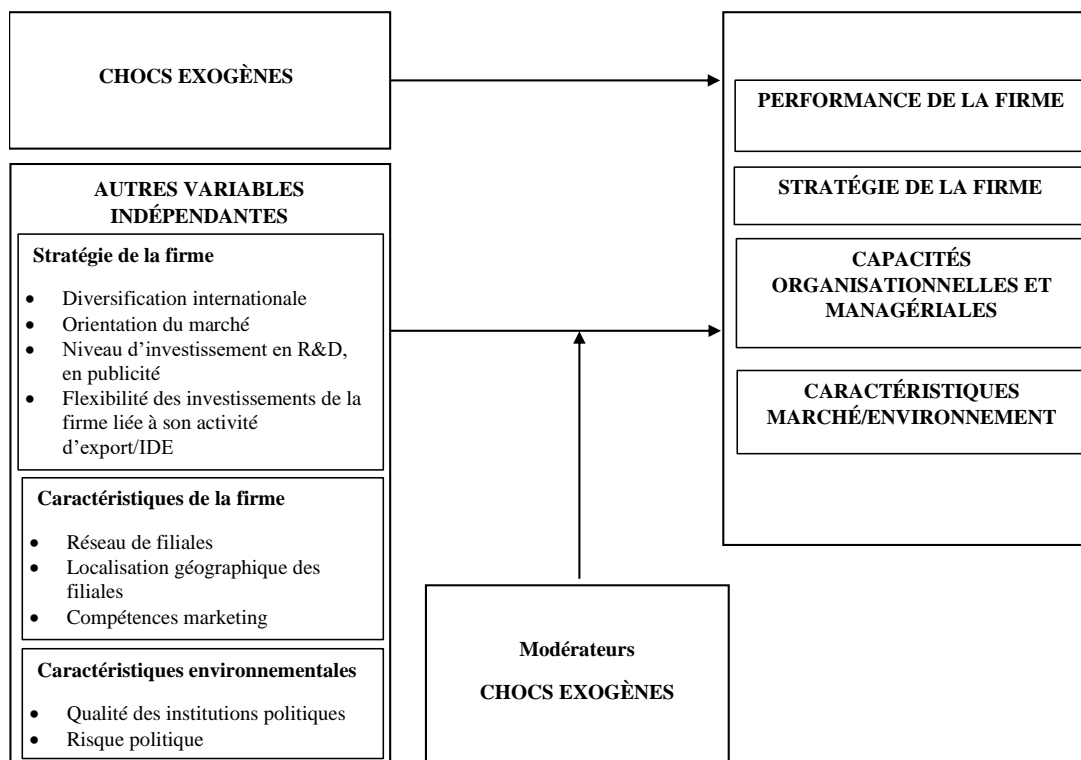 CHOCS EXOGÈNES
AUTRES VARIABLES
INDÉPENDANTES
Stratégie de la firme
• Diversification internationale
• Orientation du marché
• Niveau d’investissement en R&D,
en publicité
• Flexibilité des investissements de la
firme liée à son activité
d’export/IDE
Caractéristiques de la firme
• Réseau de filiales
• Localisation géographique des
filiales
• Compétences marketing
Caractéristiques environnementales
• Qualité des institutions politiques
• Risque politique
Modérateurs
CHOCS EXOGÈNES
PERFORMANCE DE LA FIRME
STRATÉGIE DE LA FIRME
CAPACITÉS
ORGANISATIONNELLES ET
MANAGÉRIALES
CARACTÉRISTIQUES
MARCHÉ/ENVIRONNEMENT